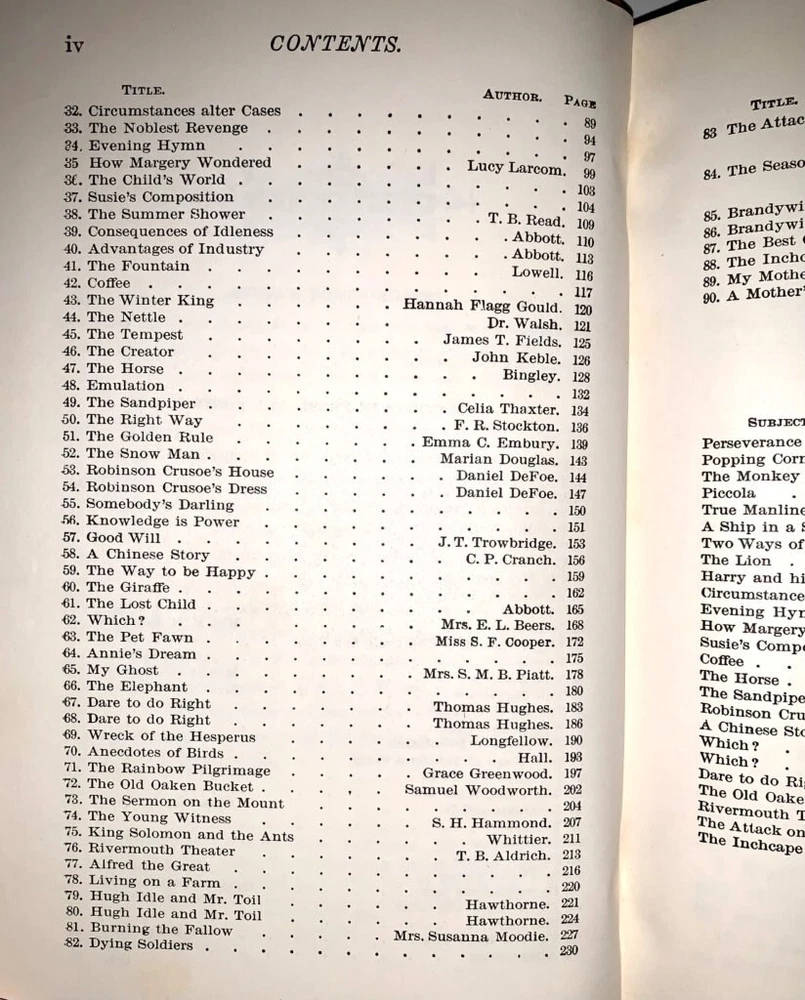 iv CONTENTS.
TITLE. AUTHOR. PAGE
32. Circumstances alter Cases . . . . . . . . 89
33. The Noblest Revenge . . . . . . . . 94
34. Evening Hymn . . . . . . . . 97
35 How Margery Wondered . . . . . Lucy Larcom. 99
36. The Child's World . . . . . . . . 103
37. Susie's Composition . . . . . . . . 104
38. The Summer Shower . . . . . . T. B. Read. 109
39. Consequences of Idleness . . . . . . Abbott. 110
40. Advantages of Industry . . . . . . Abbott. 113
41. The Fountain . . . . . . . Lowell. 116
42. Coffee . . . . . . . . . 117
43. The Winter King . . . . . Hannah Flagg Gould. 120
44. The Nettle . . . . . . Dr. Walsh. 121
45. The Tempest . . . . . . James T. Fields. 125
46. The Creator . . . . . . John Keble. 126
47. The Horse . . . . . . . Bingley. 128
48. Emulation . . . . . . . . . 132
49. The Sandpiper . . . . . . Celia Thaxter. 134
50. The Right Way . . . . . . F. R. Stockton. 136
51. The Golden Rule . . . . . Emma C. Embury. 139
52. The Snow Man . . . . . Marian Douglas. 143
53. Robinson Crusoe's House . . . . . Daniel DeFoe. 144
54. Robinson Crusoe's Dress . . . . . Daniel DeFoe. 147
55. Somebody's Darling . . . . . . . . 150
56. Knowledge is Power . . . . . . . . 151
57. Good Will . . . . . . J. T. Trowbridge. 153
58. A Chinese Story . . . . . . C. P. Cranch. 156
59. The Way to be Happy . . . . . . . . 159
60. The Giraffe . . . . . . . . . 162
61. The Lost Child . . . . . . . Abbott. 165
62. Which? . . . . . . Mrs. E. L. Beers. 168
63. The Pet Fawn . . . . . Miss S. F. Cooper. 172
64. Annie's Dream . . . . . . . . 175
65. My Ghost . . . . . . Mrs. S. M. B. Piatt. 178
66. The Elephant . . . . . . . . 180
67. Dare to do Right . . . . . Thomas Hughes. 183
68. Dare to do Right . . . . . Thomas Hughes. 186
69. Wreck of the Hesperus . . . . . Longfellow. 190
70. Anecdotes of Birds . . . . . . . Hall. 193
71. The Rainbow Pilgrimage . . . . Grace Greenwood. 197
72. The Old Oaken Bucket . . . . Samuel Woodworth. 202
73. The Sermon on the Mount . . . . . . . 204
74. The Young Witness . . . . . S. H. Hammond. 207
75. King Solomon and the Ants . . . . . . Whittier. 211
76. Rivermouth Theater . . . . . T. B. Aldrich. 213
77. Alfred the Great . . . . . . . . 216
78. Living on a Farm . . . . . . . . 220
79. Hugh Idle and Mr. Toil . . . . . Hawthorne. 221
80. Hugh Idle and Mr. Toil . . . . . Hawthorne. 224
81. Burning the Fallow . . . . Mrs. Susanna Moodie. 227
82. Dying Soldiers . . . . . . . . . 230
TITLE.
83 The Attac
84. The Seaso
85. Brandywi
86. Brandywi
87. The Best
88. The Incho
89. My Mothe
90. A Mother'
SUBJECT
Perseverance
Popping Corr
The Monkey
Piccola .
True Manline
A Ship in a
Two Ways of
The Lion .
Harry and hi
Circumstance
Evening Hyr
How Margery
Susie's Compo
Coffee . .
The Horse .
The Sandpipe
Robinson Cru
A Chinese Sto
Which? .
Which? .
Dare to do Ri
The Old Oake
Rivermouth T
The Attack on
The Inchcape